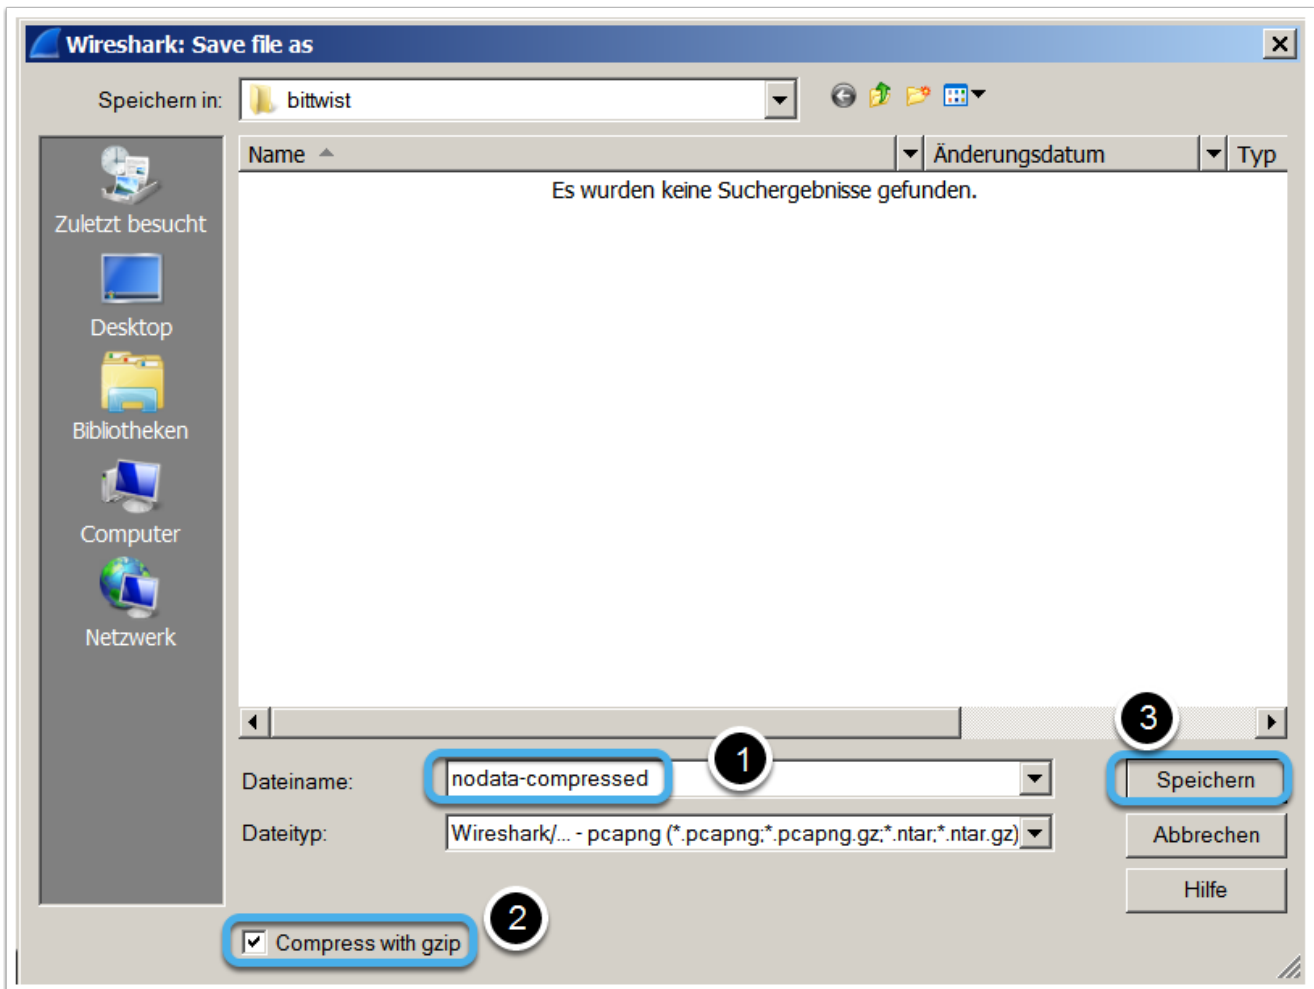 Wireshark: Save file as
Speichern in:
bittwist
Name
Änderungsdatum
Typ
Es wurden keine Suchergebnisse gefunden.
Zuletzt besucht
Desktop
Bibliotheken
Computer
Netzwerk
1
3
Dateiname:
nodata-compressed
Speichern
Dateityp:
Wireshark/... - pcapng (*.pcapng;*.pcapng.gz;*.ntar;*.ntar.gz)
Abbrechen
Hilfe
2
Compress with gzip